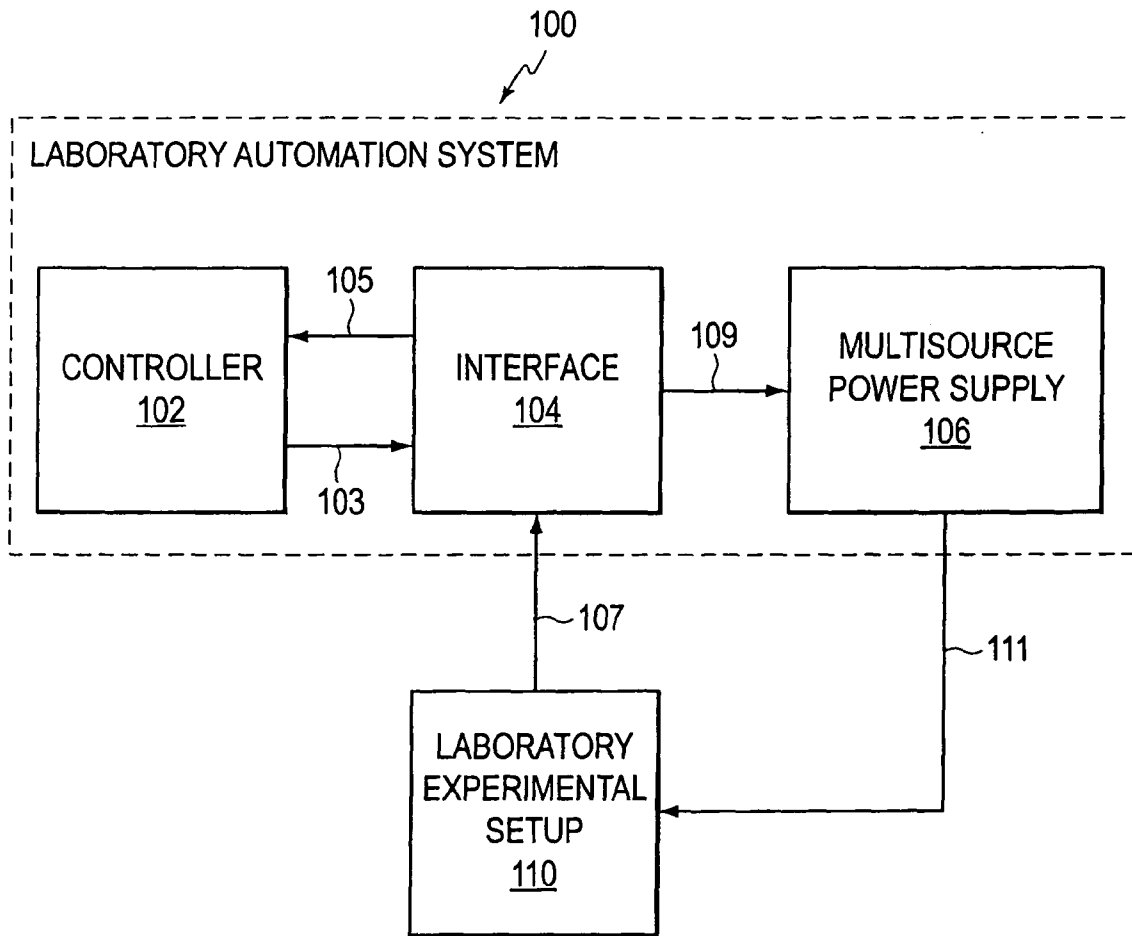 100
LABORATORY AUTOMATION SYSTEM
CONTROLLER
102
105
103
INTERFACE
104
109
MULTISOURCE
POWER SUPPLY
106
107
111
LABORATORY
EXPERIMENTAL
SETUP
110